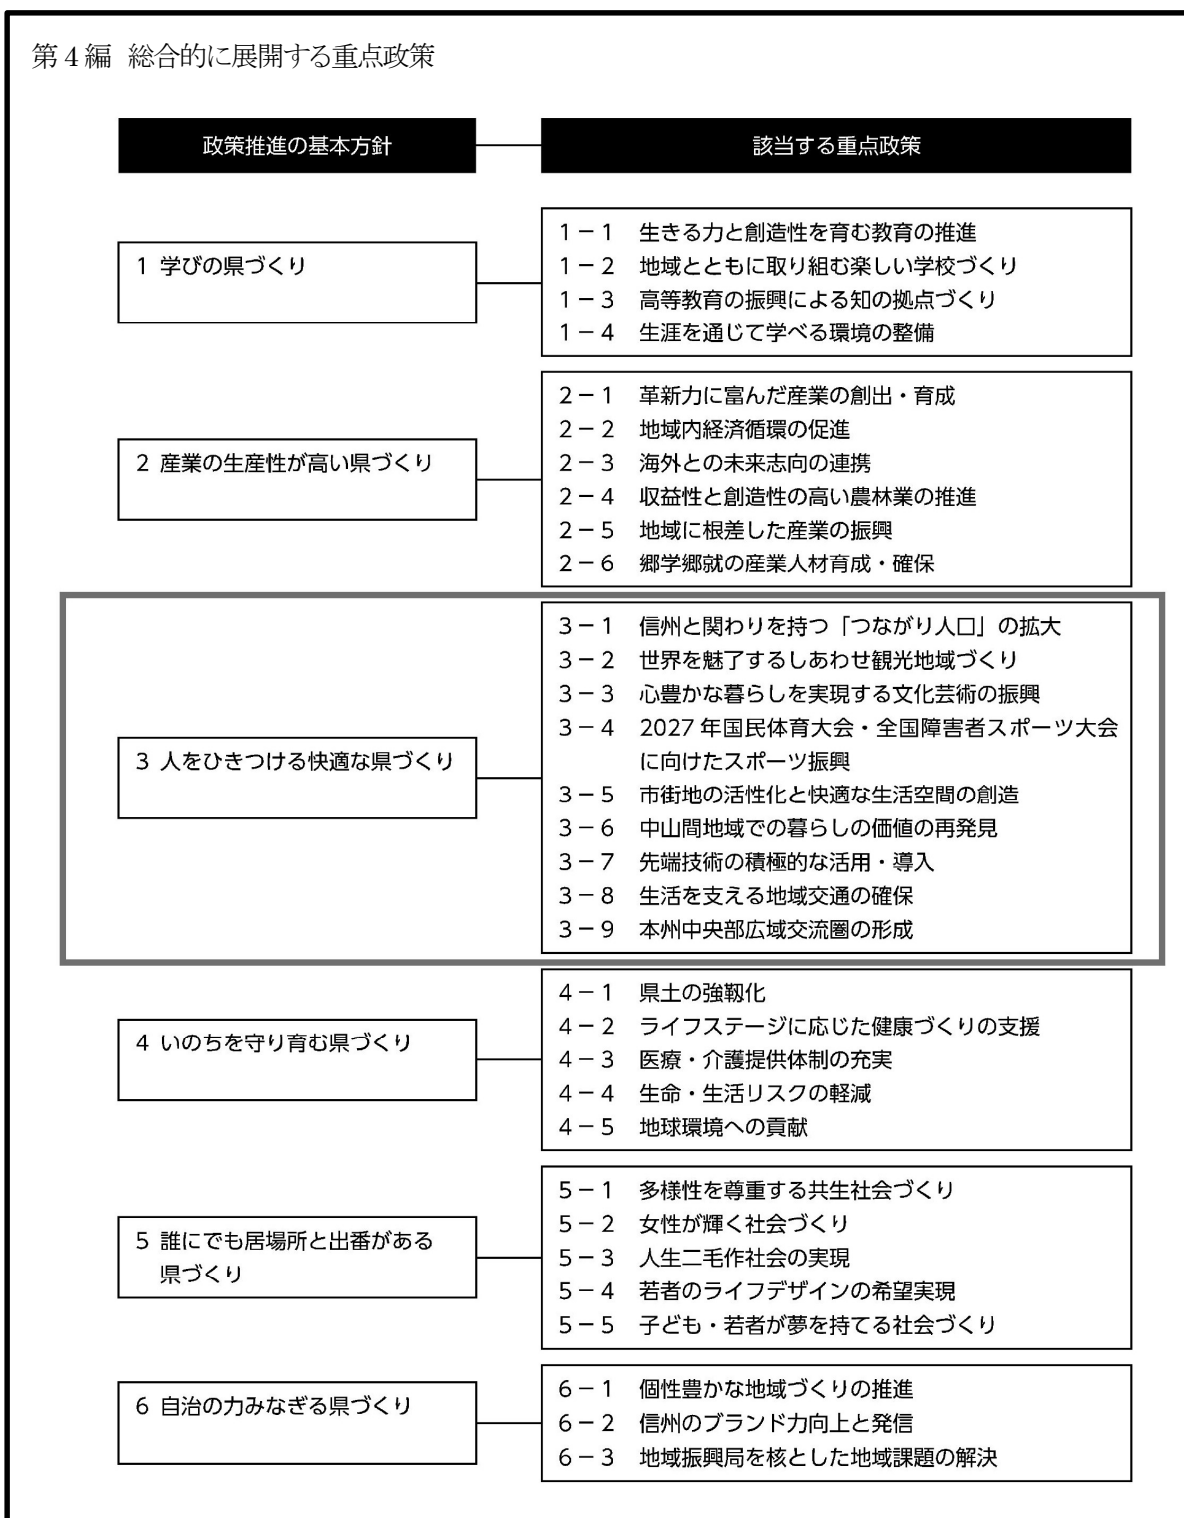 第4編 総合的に展開する重点政策
政策推進の基本方針
該当する重点政策
1 学びの県づくり
1－1 生きる力と創造性を育む教育の推進
1－2 地域とともに取り組む楽しい学校づくり
1－3 高等教育の振興による知の拠点づくり
1－4 生涯を通じて学べる環境の整備
2 産業の生産性が高い県づくり
2－1 革新力に富んだ産業の創出・育成
2－2 地域内経済循環の促進
2－3 海外との未来志向の連携
2－4 収益性と創造性の高い農林業の推進
2－5 地域に根差した産業の振興
2－6 郷学郷就の産業人材育成・確保
3 人をひきつける快適な県づくり
3－1 信州と関わりを持つ「つながり人口」の拡大
3－2 世界を魅了するしあわせ観光地域づくり
3－3 心豊かな暮らしを実現する文化芸術の振興
3－4 2027年国民体育大会・全国障害者スポーツ大会
に向けたスポーツ振興
3－5 市街地の活性化と快適な生活空間の創造
3－6 中山間地域での暮らしの価値の再発見
3－7 先端技術の積極的な活用・導入
3－8 生活を支える地域交通の確保
3－9 本州中央部広域交流圏の形成
4 いのちを守り育む県づくり
4－1 県土の強靱化
4－2 ライフステージに応じた健康づくりの支援
4－3 医療・介護提供体制の充実
4－4 生命・生活リスクの軽減
4－5 地球環境への貢献
5 誰にでも居場所と出番がある
県づくり
5－1 多様性を尊重する共生社会づくり
5－2 女性が輝く社会づくり
5－3 人生二毛作社会の実現
5－4 若者のライフデザインの希望実現
5－5 子ども・若者が夢を持てる社会づくり
6 自治の力みなぎる県づくり
6－1 個性豊かな地域づくりの推進
6－2 信州のブランド力向上と発信
6－3 地域振興局を核とした地域課題の解決